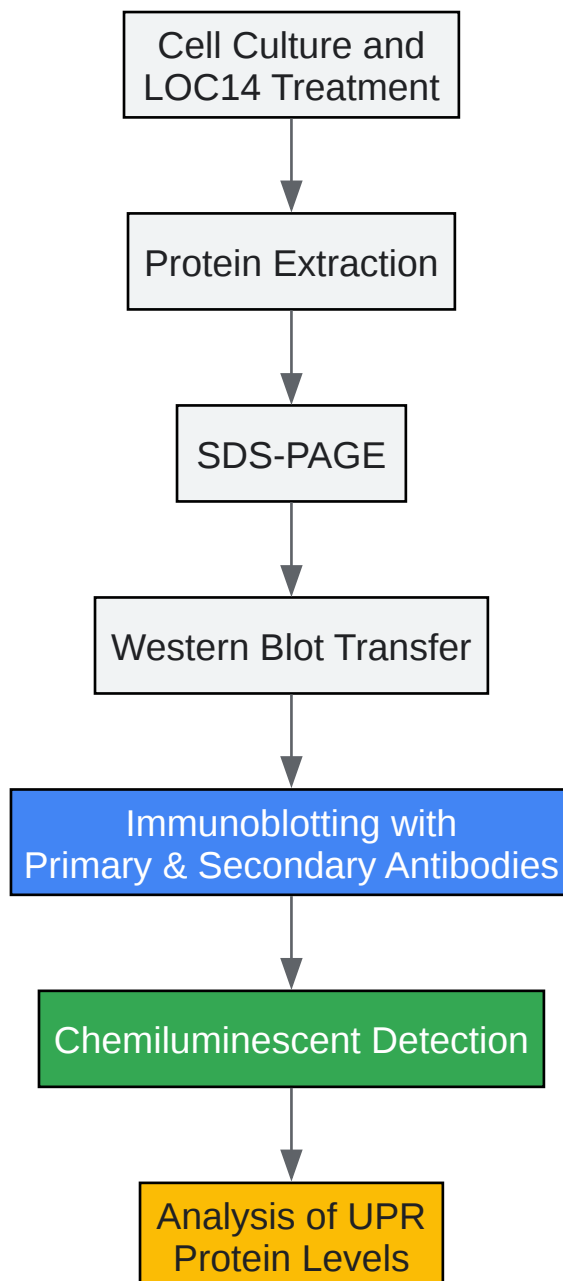 Cell Culture and
LOC14 Treatment
Protein Extraction
SDS-PAGE
Western Blot Transfer
Immunoblotting with
Primary & Secondary Antibodies
Chemiluminescent Detection
Analysis of UPR
Protein Levels